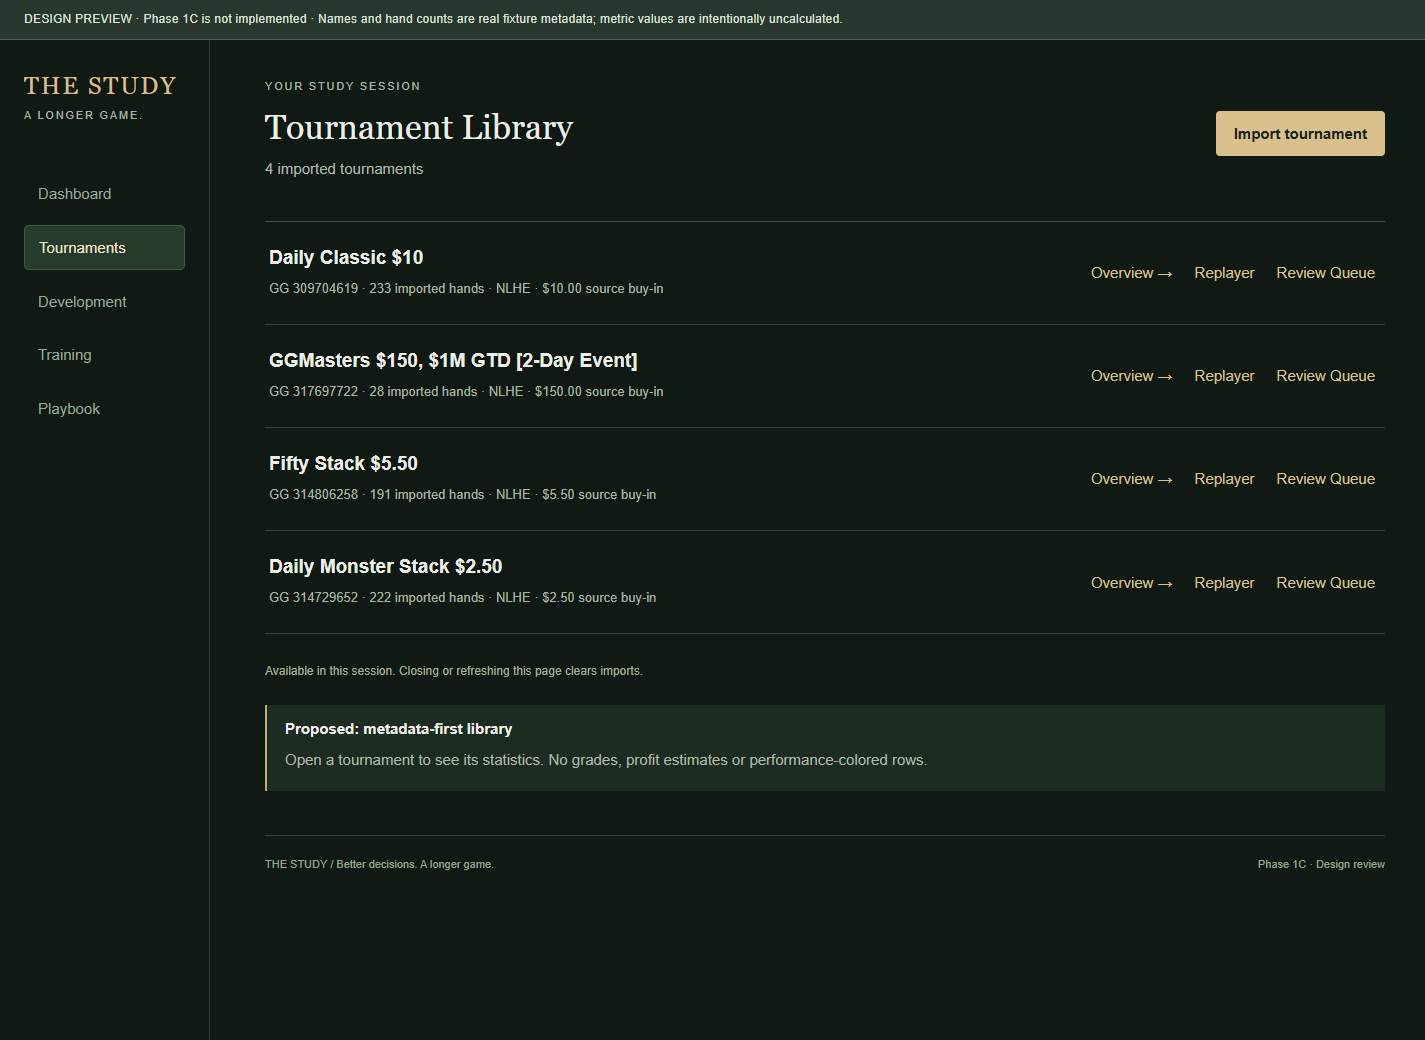 DESIGN PREVIEW · Phase 1C is not implemented · Names and hand counts are real fixture metadata; metric values are intentionally uncalculated.
THE STUDY
A LONGER GAME.
Dashboard
Tournaments
Development
Training
Playbook
YOUR STUDY SESSION
Tournament Library
4 imported tournaments
Import tournament
Daily Classic $10
GG 309704619 · 233 imported hands · NLHE · $10.00 source buy-in
Overview → Replayer Review Queue
GGMasters $150, $1M GTD [2-Day Event]
GG 317697722 · 28 imported hands · NLHE · $150.00 source buy-in
Overview → Replayer Review Queue
Fifty Stack $5.50
GG 314806258 · 191 imported hands · NLHE · $5.50 source buy-in
Overview → Replayer Review Queue
Daily Monster Stack $2.50
GG 314729652 · 222 imported hands · NLHE · $2.50 source buy-in
Overview → Replayer Review Queue
Available in this session. Closing or refreshing this page clears imports.
Proposed: metadata-first library
Open a tournament to see its statistics. No grades, profit estimates or performance-colored rows.
THE STUDY / Better decisions. A longer game.
Phase 1C · Design review